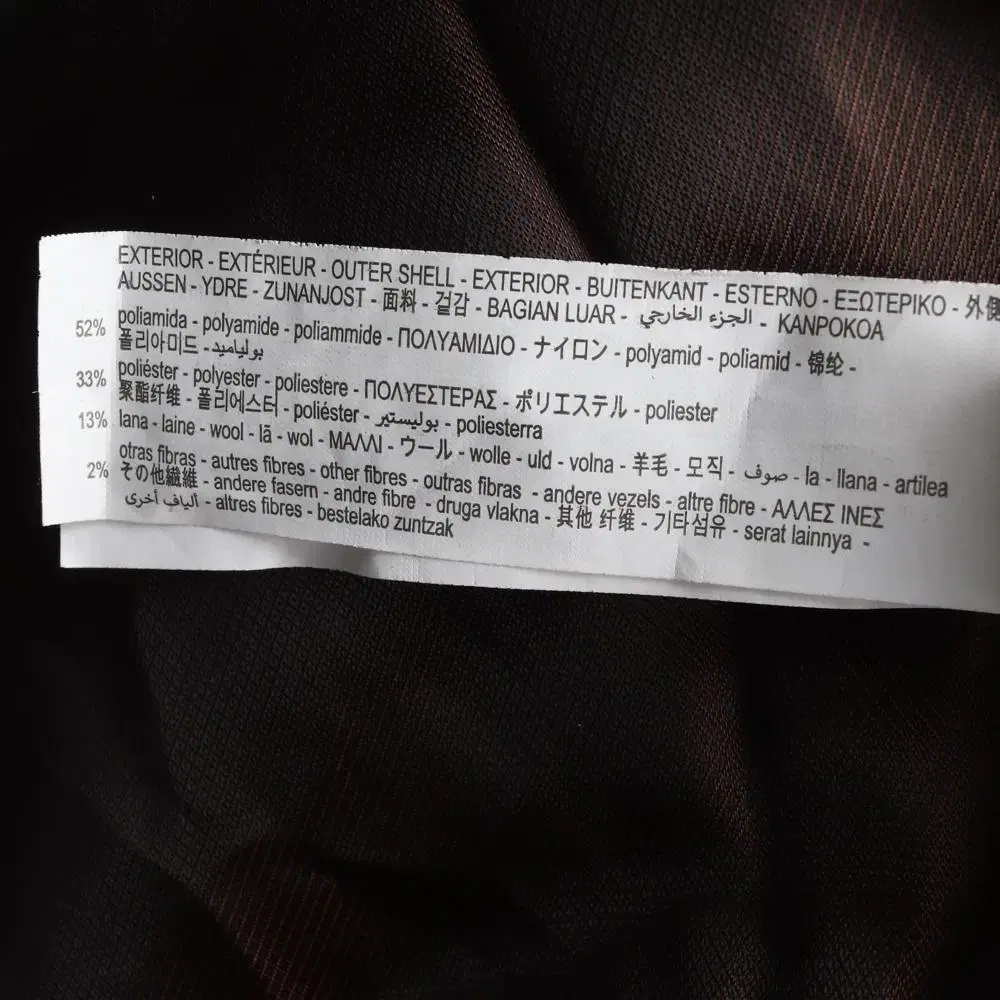 EXTERIOR - EXTÉRIEUR - OUTER SHELL - EXTERIOR - BUITENKANT - ESTERNO - ΕΞΩΤΕΡΙΚΟ - 外側
AUSSEN - YDRE - ZUNANJOST - 面料 - 겉감 - BAGIAN LUAR - الجزء الخارجي - KANPOKOA
52% poliamida - polyamide - poliammide - ΠΟΛΥΑΜΙΔΙΟ - ナイロン - polyamid - poliamid - 锦纶 -
폴리아미드 - بولياميد
33% poliéster - polyester - poliestere - ΠΟΛΥΕΣΤΕΡΑΣ - ポリエステル - poliester
聚酯纤维 - 폴리에스터 - poliéster - بوليستير - poliesterra
13% lana - laine - wool - lã - wol - ΜΑΛΛΙ - ウール - wolle - uld - volna - 羊毛 - 모직 - صوف - la - llana - artilea
2% otras fibras - autres fibres - other fibres - outras fibras - andere vezels - altre fibre - ΑΛΛΕΣ ΙΝΕΣ
その他繊維 - andere fasern - andre fibre - druga vlakna - 其他 纤维 - 기타섬유 - serat lainnya -
ألياف أخرى - altres fibres - bestelako zuntzak